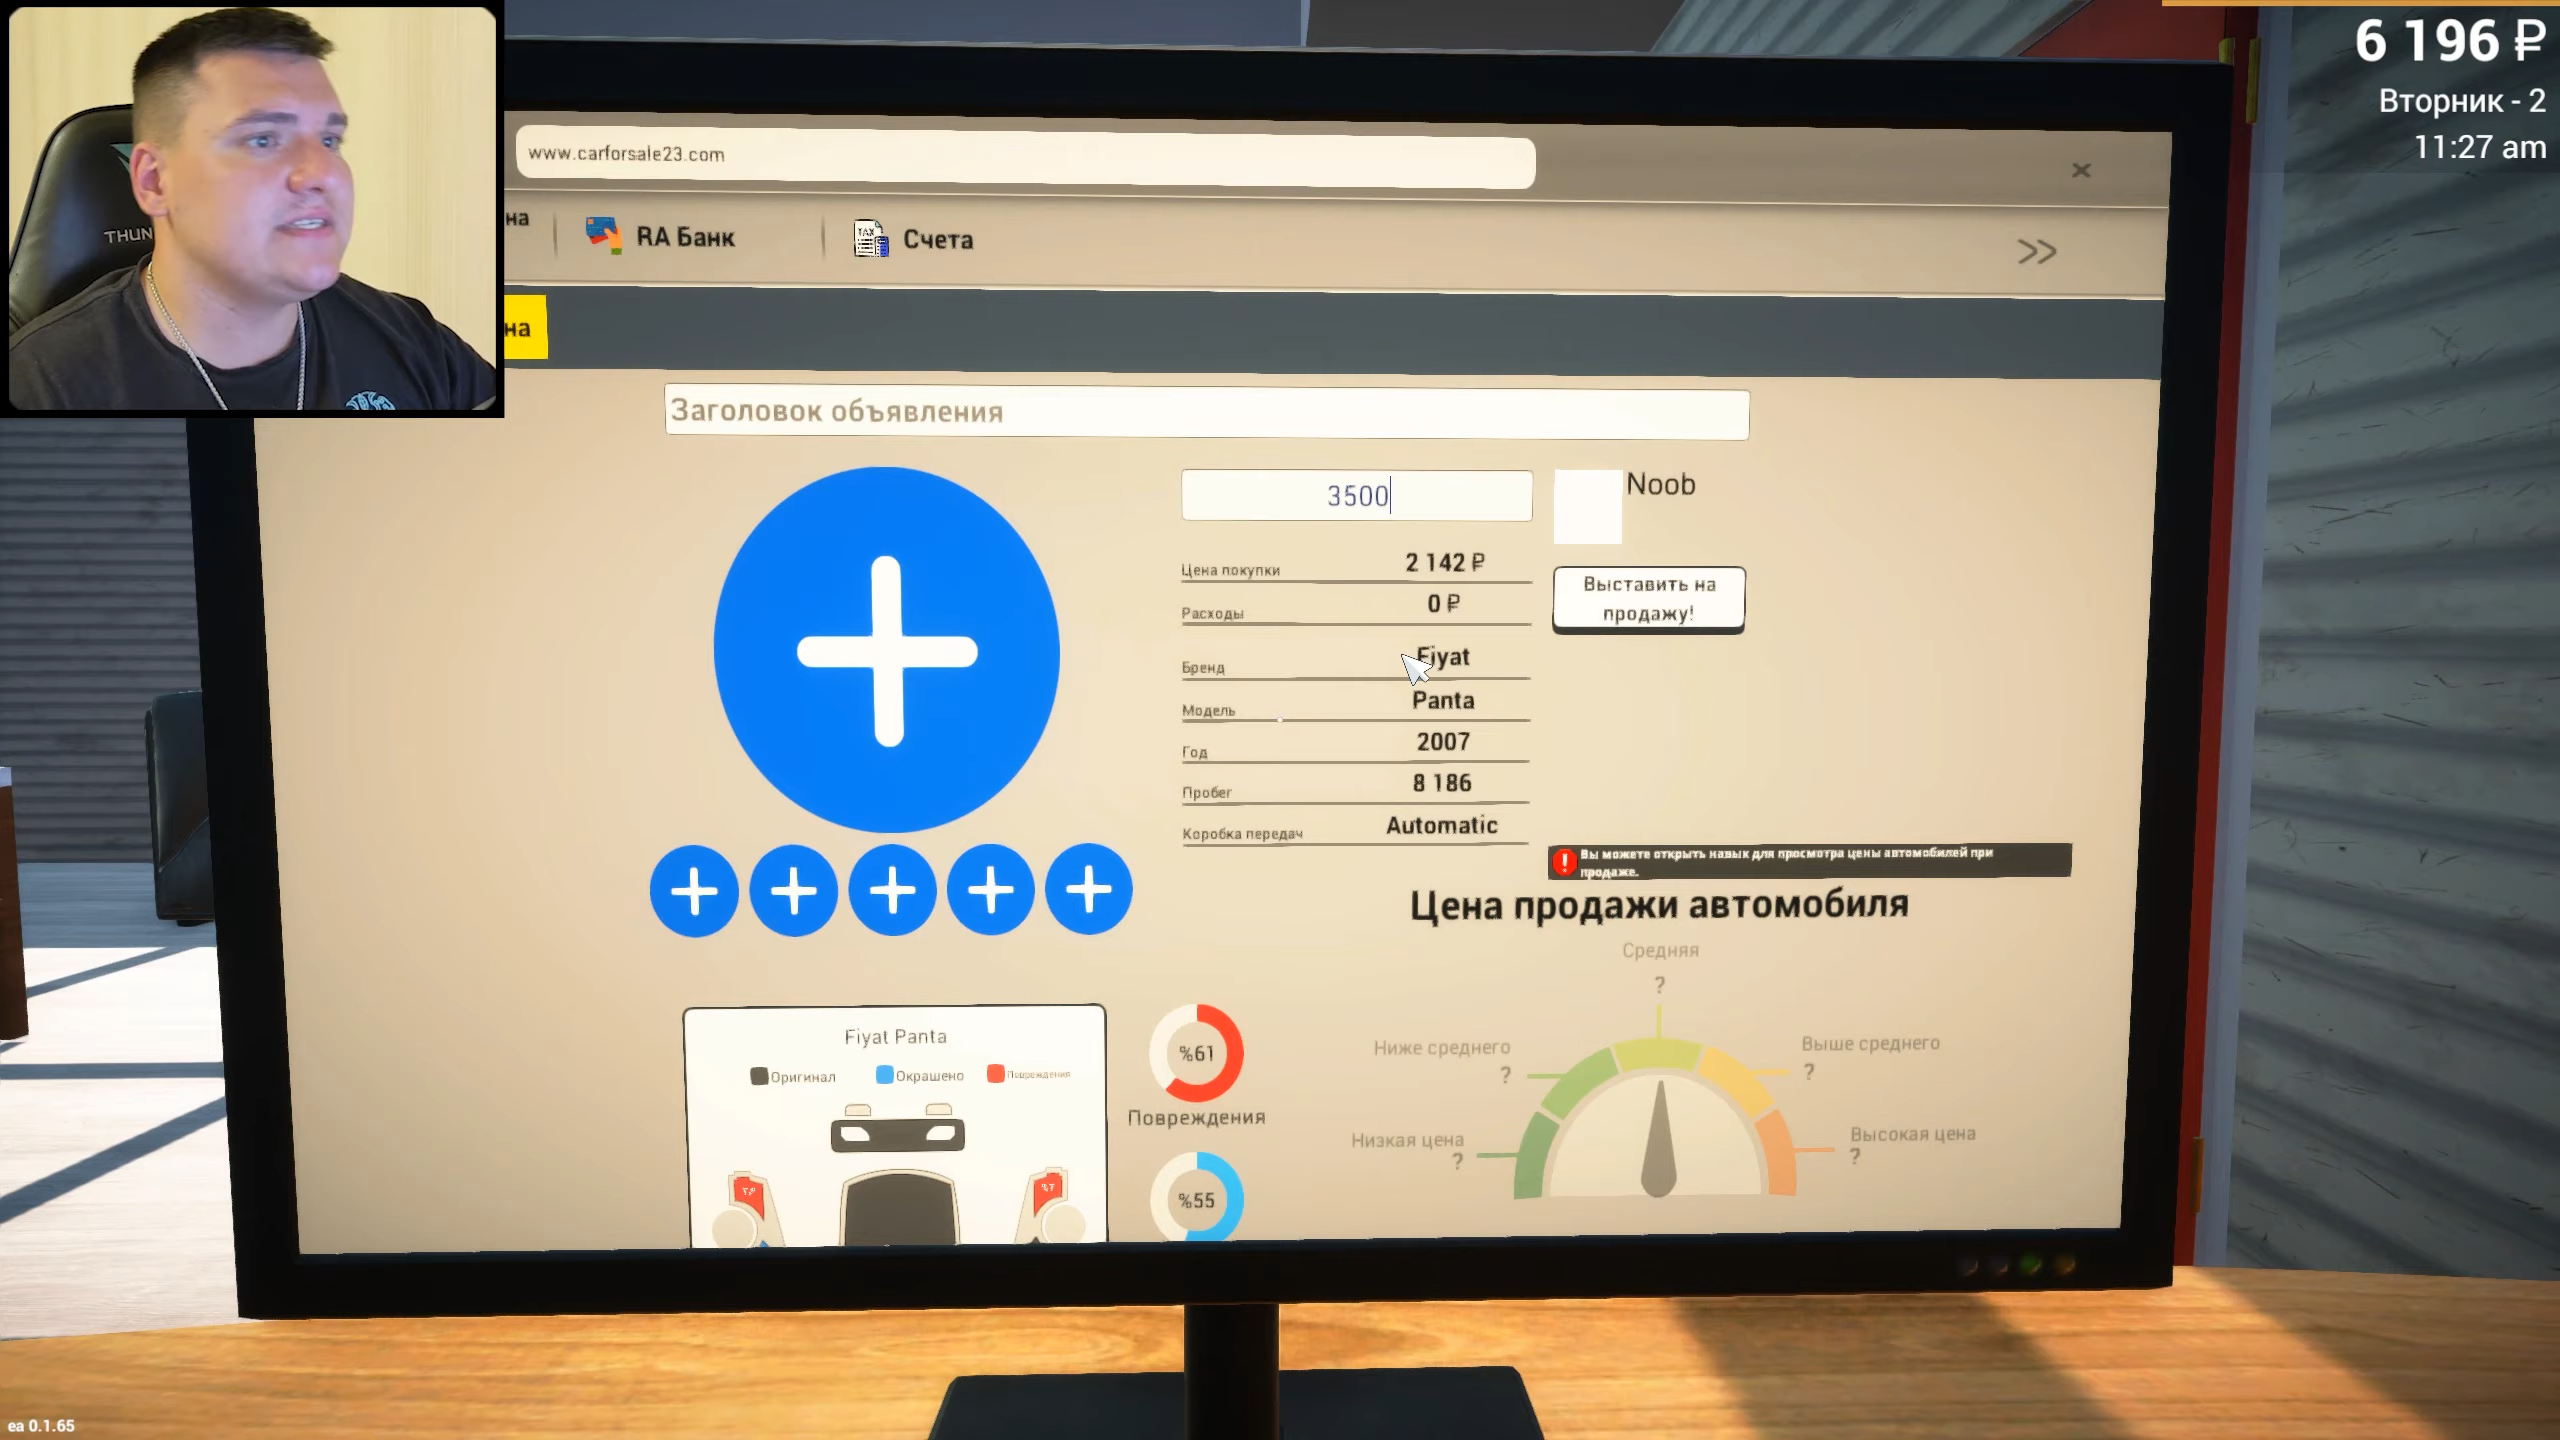 6 196 ₽
Вторник - 2
11:27 am
THUN
www.carforsale23.com
×
на
RA Банк
TAX
Счета
>>
на
Заголовок объявления
3500
Noob
Цена покупки 2 142 ₽
Расходы 0 ₽
Выставить на
продажу!
Бренд Fiyat
Модель Panta
Год 2007
Пробег 8 186
Коробка передач Automatic
Вы можете открыть навык для просмотра цены автомобилей при
продаже.
Цена продажи автомобиля
Средняя
?
Ниже среднего
?
Выше среднего
?
Низкая цена
?
Высокая цена
?
Fiyat Panta
Оригинал Окрашено Повреждения
%61
Повреждения
%55
ea 0.1.65